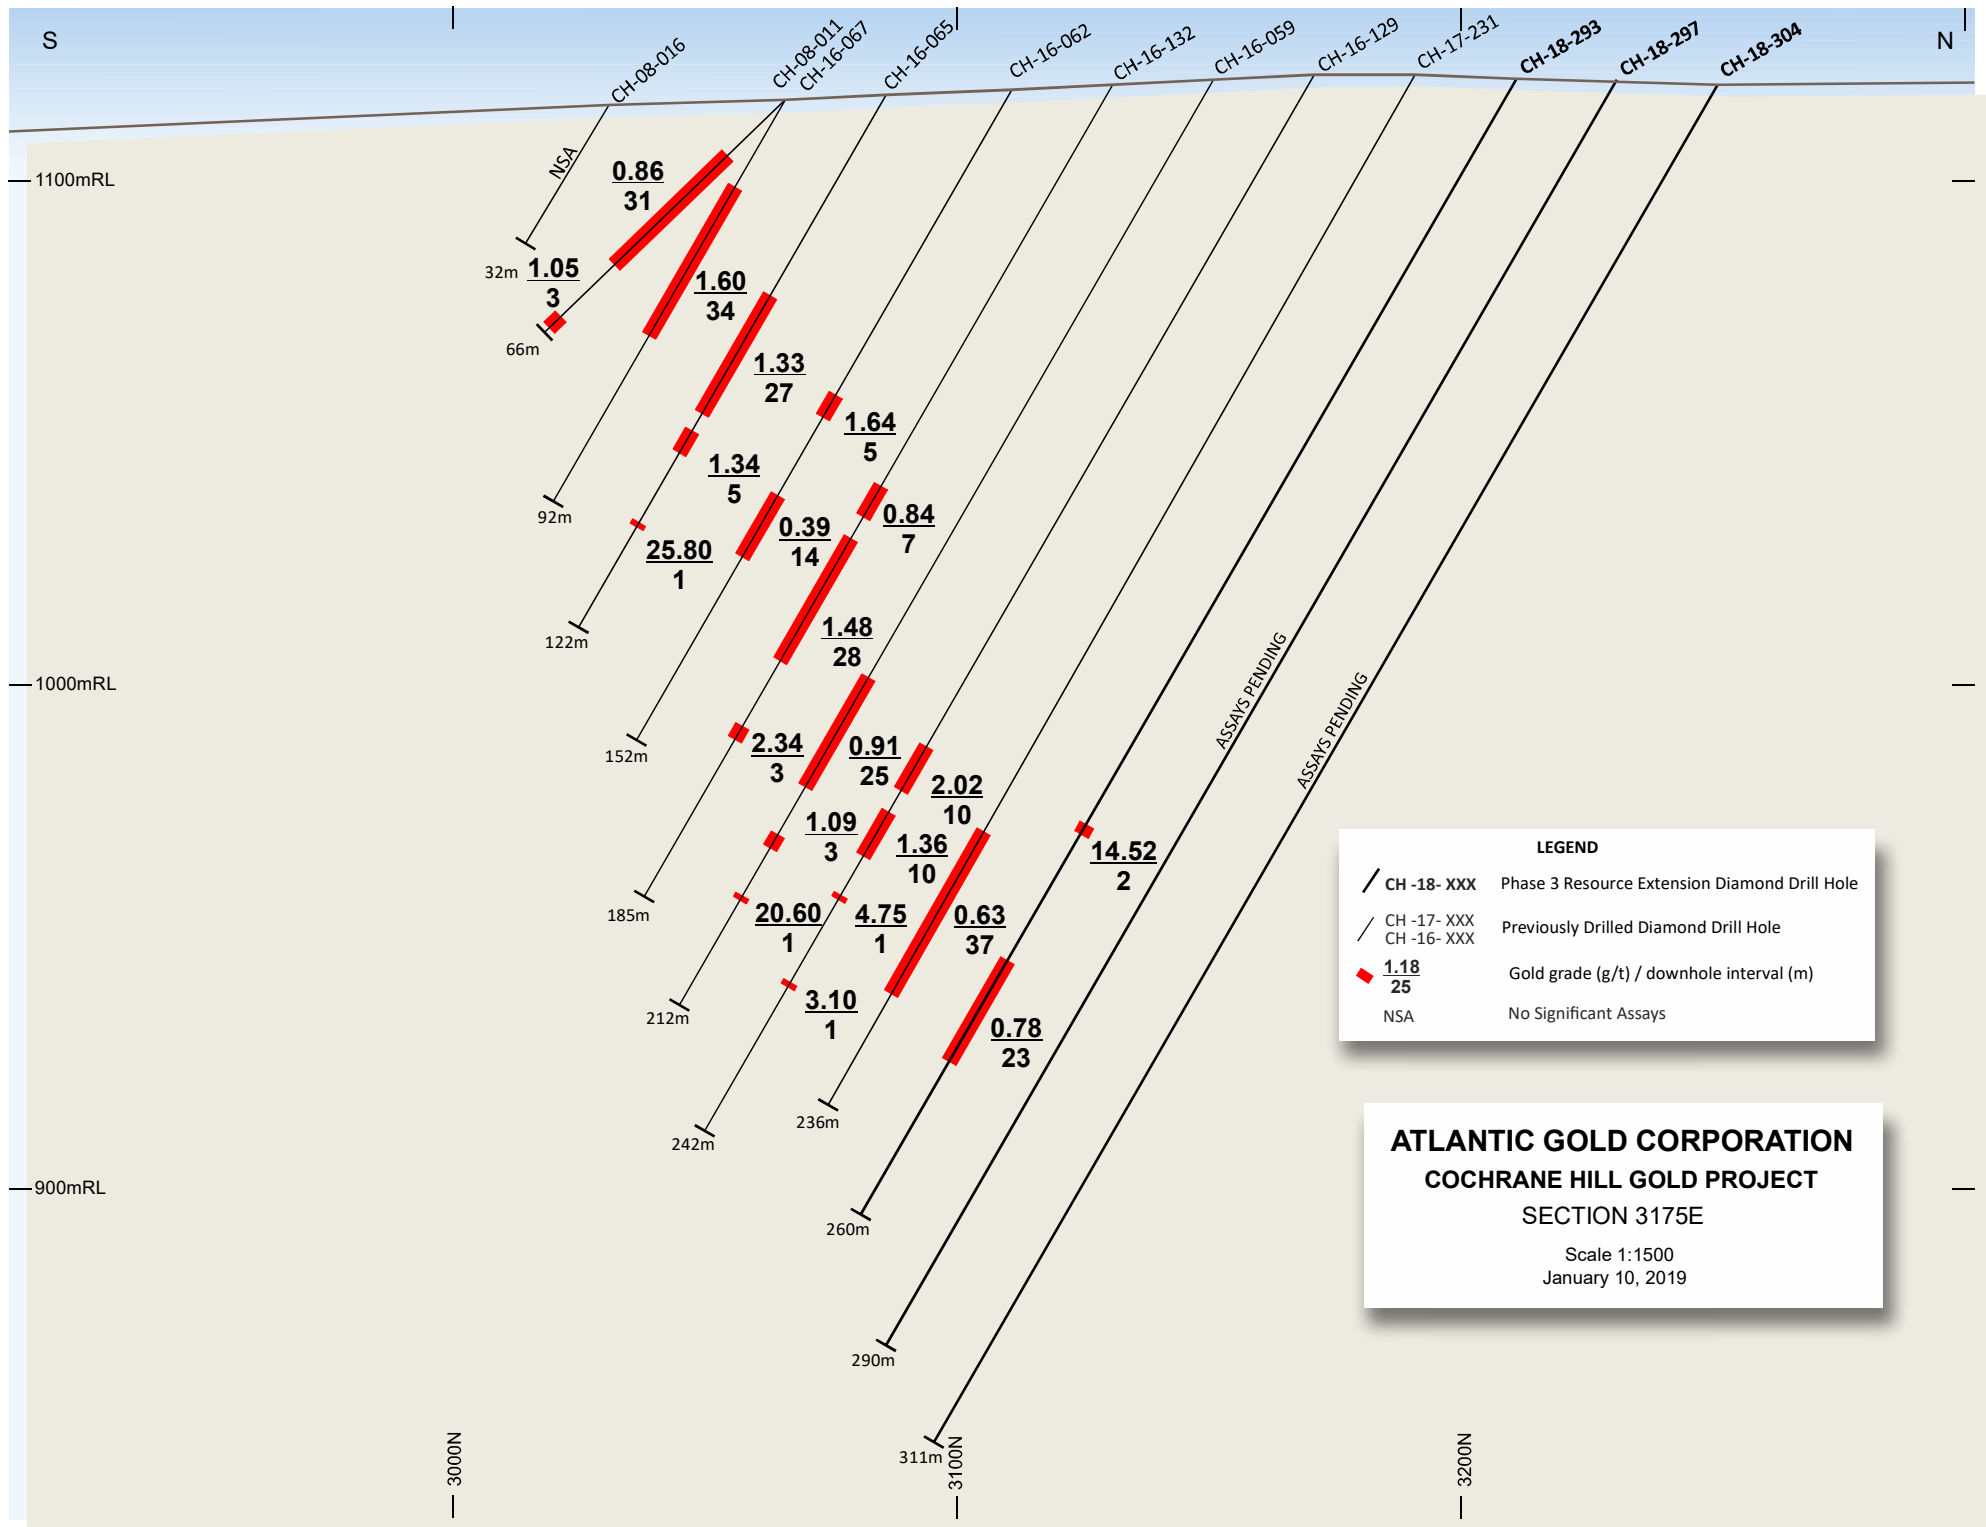 S
N
CH-08-016
CH-08-011
CH-16-067
CH-16-065
CH-16-062
CH-16-132
CH-16-059
CH-16-129
CH-17-231
CH-18-293
CH-18-297
CH-18-304
1100mRL
1000mRL
900mRL
NSA
32m
0.86
31
1.05
3
66m
1.60
34
92m
1.33
27
1.34
5
25.80
1
122m
1.64
5
0.39
14
152m
0.84
7
1.48
28
2.34
3
185m
0.91
25
1.09
3
20.60
1
212m
2.02
10
1.36
10
4.75
1
3.10
1
242m
0.63
37
236m
14.52
2
0.78
23
260m
ASSAYS PENDING
290m
ASSAYS PENDING
311m
3000N
3100N
3200N
LEGEND
CH -18- XXX Phase 3 Resource Extension Diamond Drill Hole
CH -17- XXX
CH -16- XXX
Previously Drilled Diamond Drill Hole
1.18
25
Gold grade (g/t) / downhole interval (m)
NSA No Significant Assays
ATLANTIC GOLD CORPORATION
COCHRANE HILL GOLD PROJECT
SECTION 3175E
Scale 1:1500
January 10, 2019